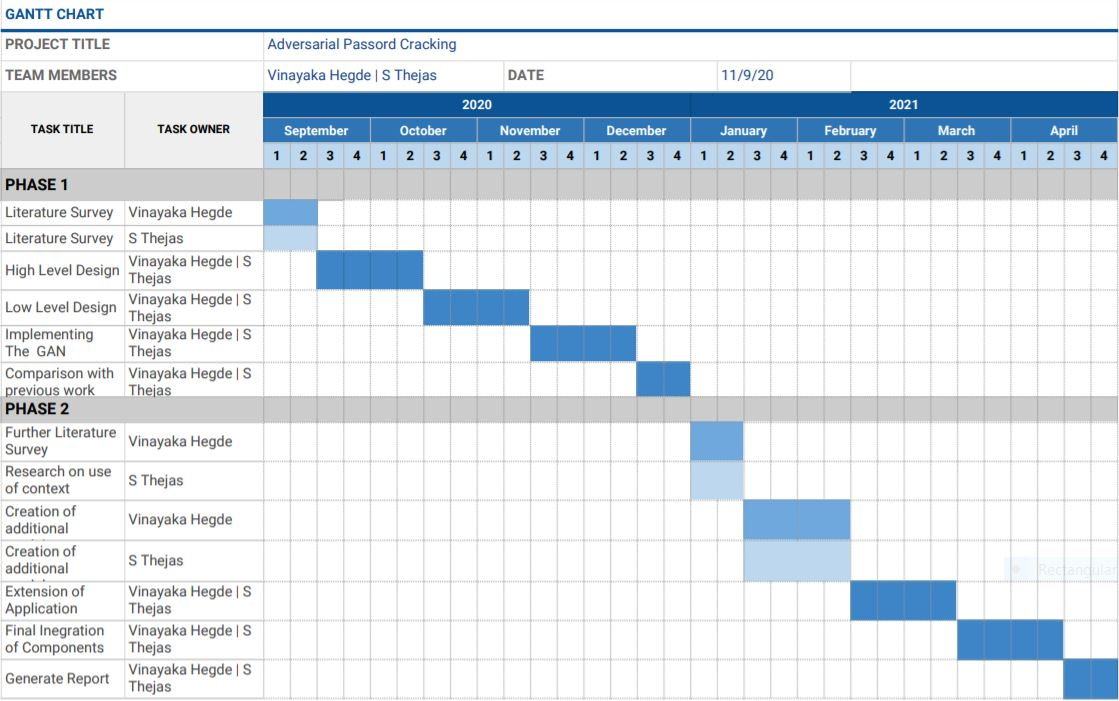 GANTT CHART
PROJECT TITLE Adversarial Passord Cracking
TEAM MEMBERS Vinayaka Hegde | S Thejas DATE 11/9/20
TASK TITLE TASK OWNER 2020 2021
September October November December January February March April
1 2 3 4 1 2 3 4 1 2 3 4 1 2 3 4 1 2 3 4 1 2 3 4 1 2 3 4 1 2 3 4
PHASE 1
Literature Survey Vinayaka Hegde
Literature Survey S Thejas
High Level Design Vinayaka Hegde | S
Thejas
Low Level Design Vinayaka Hegde | S
Thejas
Implementing Vinayaka Hegde | S
The GAN Thejas
Comparison with Vinayaka Hegde | S
previous work Thejas
PHASE 2
Further Literature
Survey Vinayaka Hegde
Research on use
of context S Thejas
Creation of
additional Vinayaka Hegde
Creation of
additional S Thejas
Extension of Vinayaka Hegde | S
Application Thejas
Final Inegration Vinayaka Hegde | S
of Components Thejas
Generate Report Vinayaka Hegde | S
Thejas
Rectangular